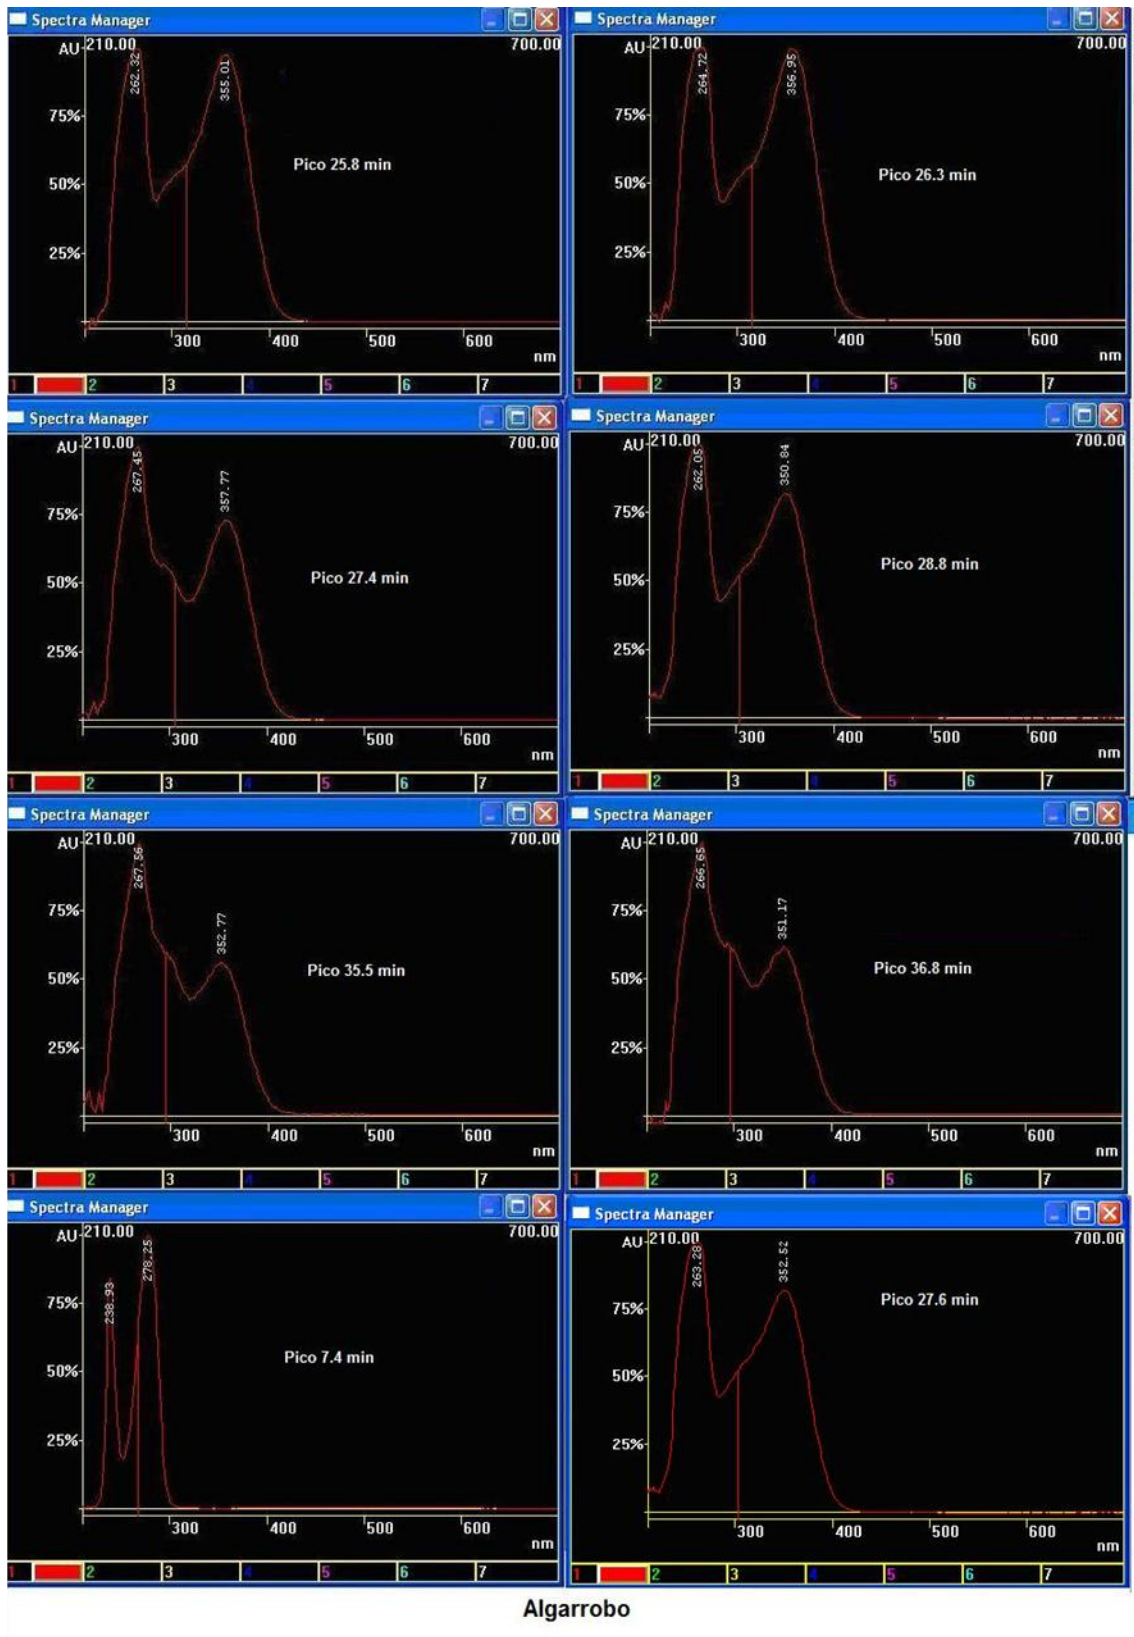 Spectra Manager
AU 210.00 700.00
262.32
355.01
75%
Pico 25.8 min
50%
25%
300 400 500 600
nm
1 2 3 4 5 6 7
Spectra Manager
AU 210.00 700.00
264.72
356.95
75%
Pico 26.3 min
50%
25%
300 400 500 600
nm
1 2 3 4 5 6 7
Spectra Manager
AU 210.00 700.00
267.45
357.77
75%
Pico 27.4 min
50%
25%
300 400 500 600
nm
1 2 3 4 5 6 7
Spectra Manager
AU 210.00 700.00
262.05
350.84
75%
Pico 28.8 min
50%
25%
300 400 500 600
nm
1 2 3 4 5 6 7
Spectra Manager
AU 210.00 700.00
267.56
352.77
75%
Pico 35.5 min
50%
25%
300 400 500 600
nm
1 2 3 4 5 6 7
Spectra Manager
AU 210.00 700.00
266.65
351.17
75%
Pico 36.8 min
50%
25%
300 400 500 600
nm
1 2 3 4 5 6 7
Spectra Manager
AU 210.00 700.00
238.93
278.25
75%
Pico 7.4 min
50%
25%
300 400 500 600
nm
1 2 3 4 5 6 7
Spectra Manager
AU 210.00 700.00
263.28
352.52
75%
Pico 27.6 min
50%
25%
300 400 500 600
nm
1 2 3 4 5 6 7
Algarrobo